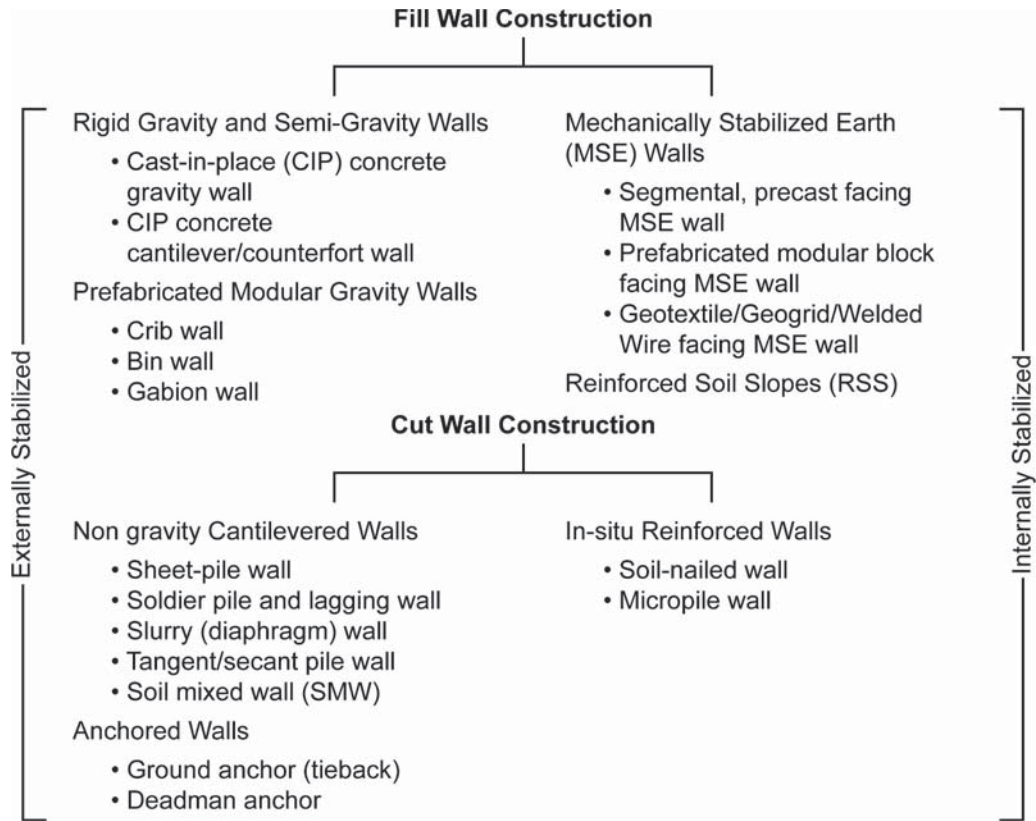 Fill Wall Construction
Externally Stabilized
Rigid Gravity and Semi-Gravity Walls
• Cast-in-place (CIP) concrete
gravity wall
• CIP concrete
cantilever/counterfort wall
Prefabricated Modular Gravity Walls
• Crib wall
• Bin wall
• Gabion wall
Mechanically Stabilized Earth
(MSE) Walls
• Segmental, precast facing
MSE wall
• Prefabricated modular block
facing MSE wall
• Geotextile/Geogrid/Welded
Wire facing MSE wall
Reinforced Soil Slopes (RSS)
Internally Stabilized
Cut Wall Construction
Non gravity Cantilevered Walls
• Sheet-pile wall
• Soldier pile and lagging wall
• Slurry (diaphragm) wall
• Tangent/secant pile wall
• Soil mixed wall (SMW)
Anchored Walls
• Ground anchor (tieback)
• Deadman anchor
In-situ Reinforced Walls
• Soil-nailed wall
• Micropile wall